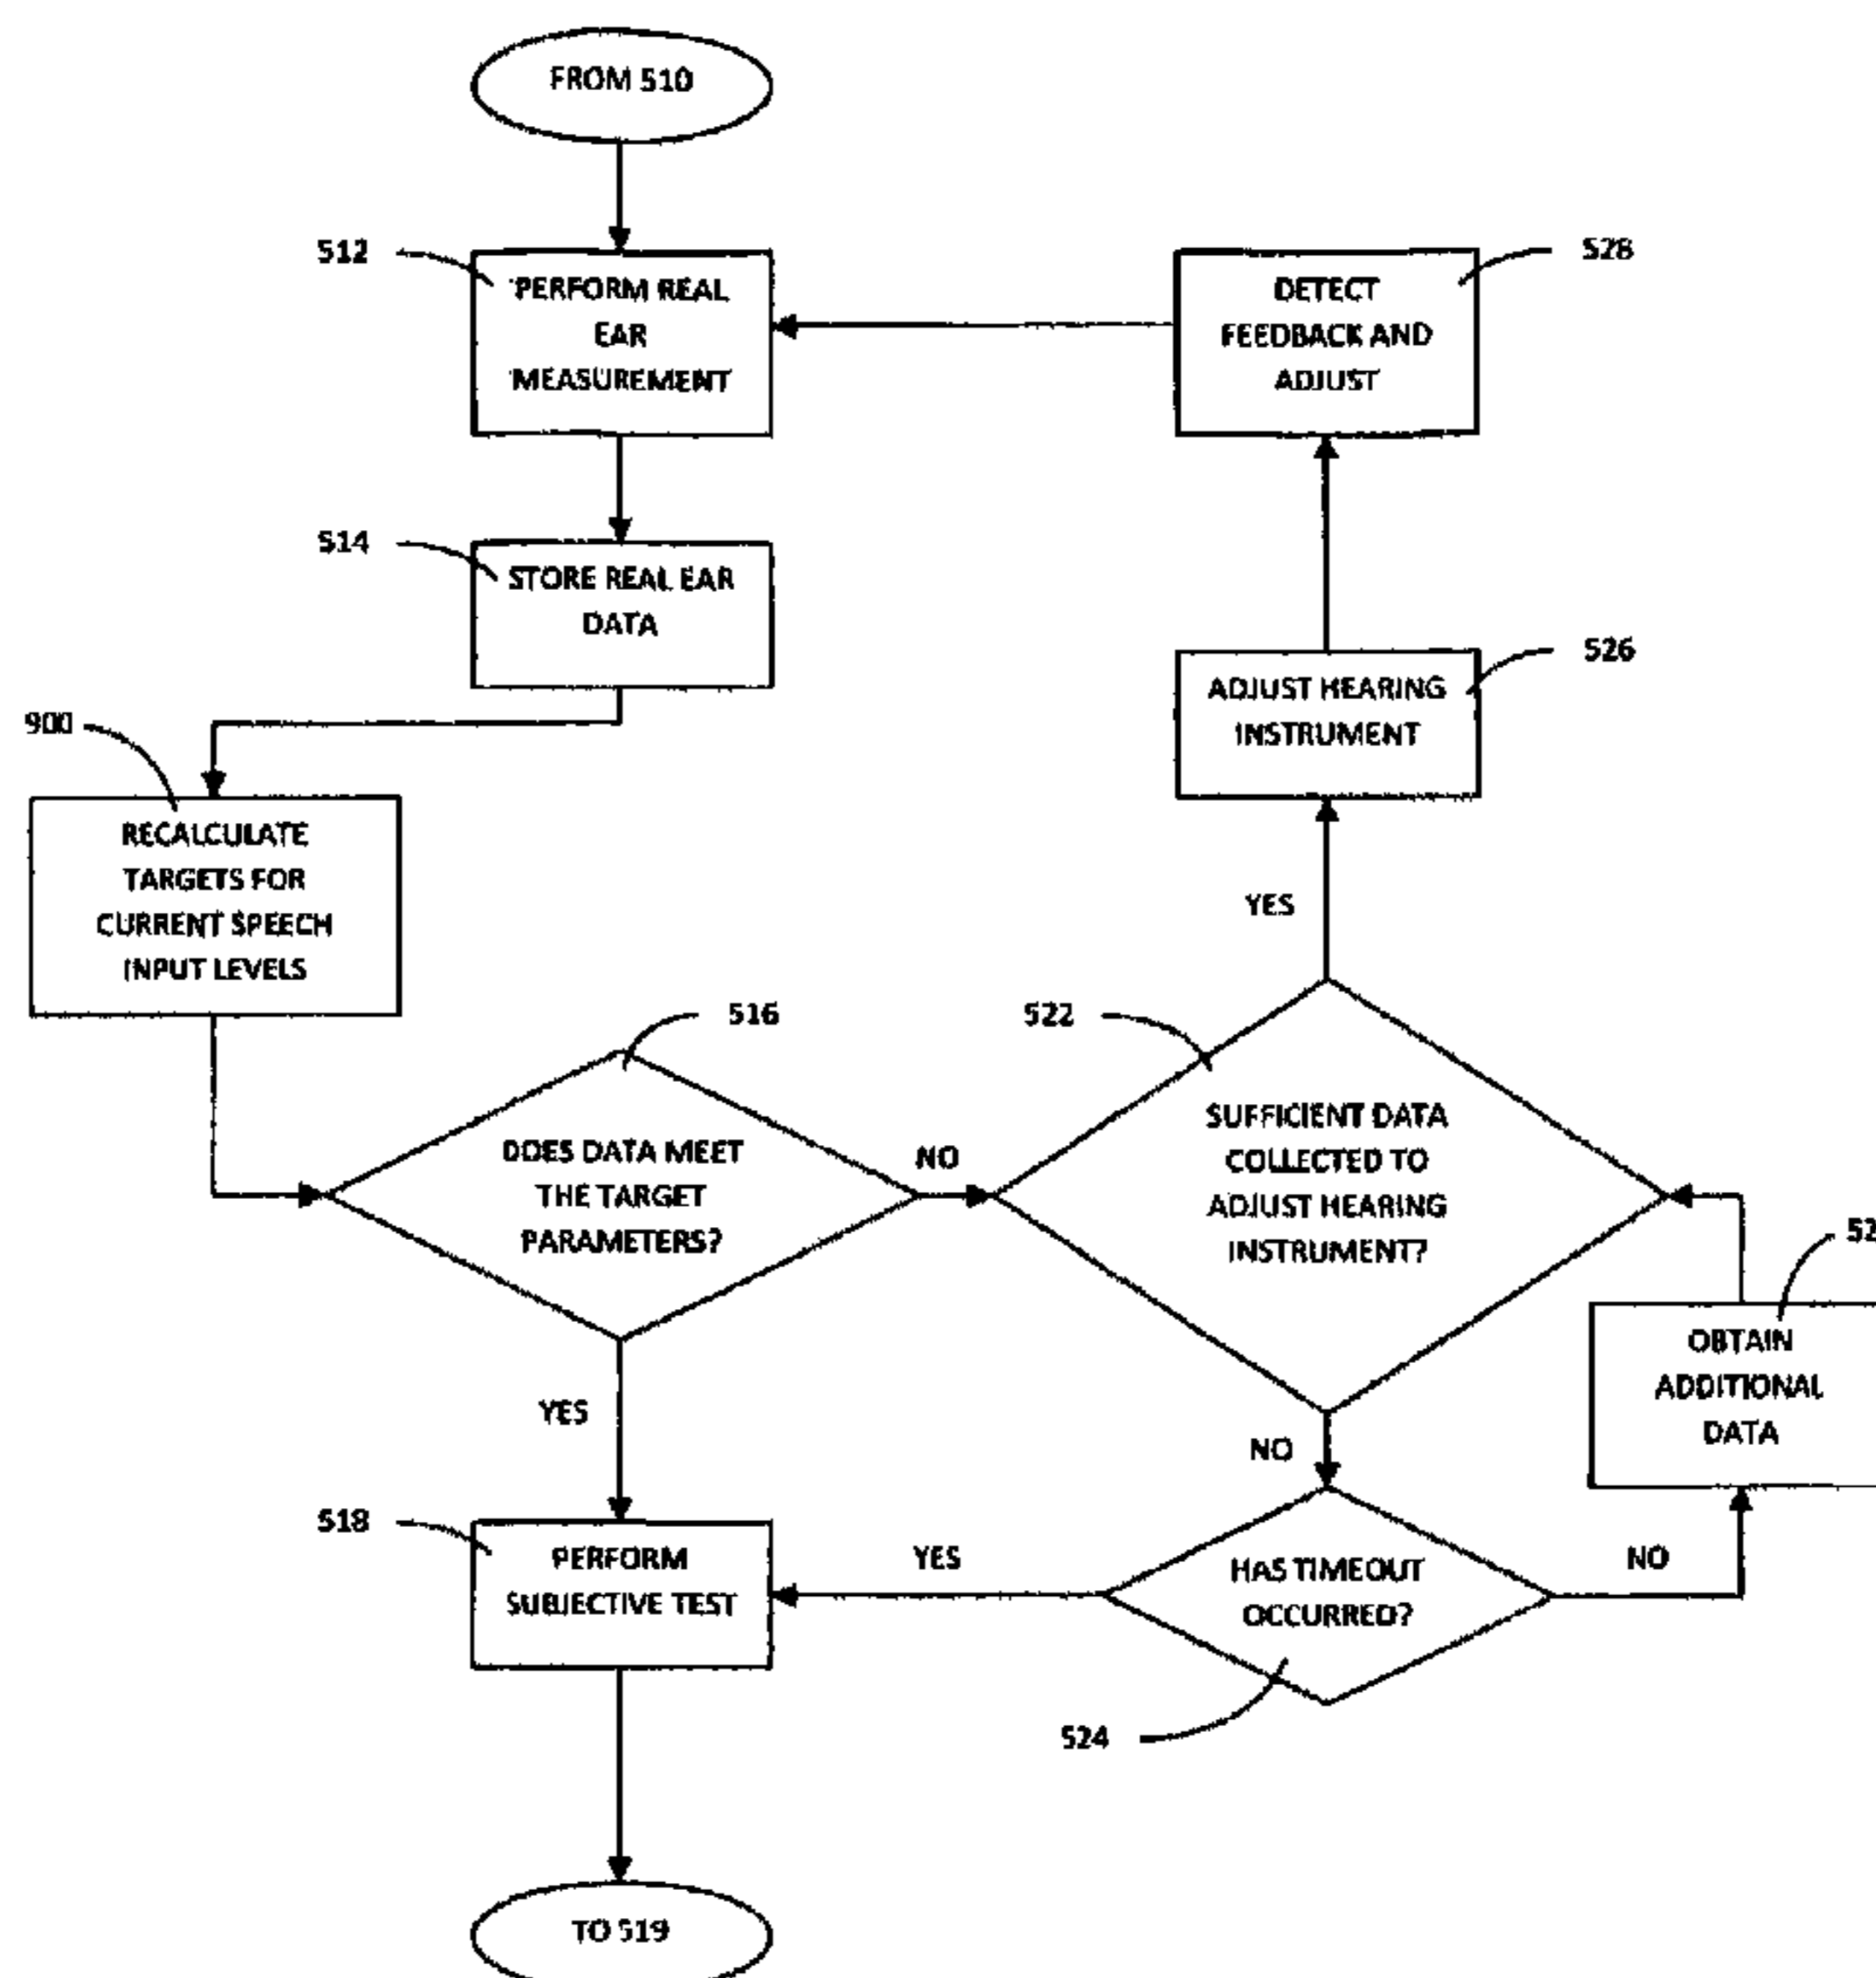 FROM 510
512
PERFORM REAL
EAR
MEASUREMENT
528
DETECT
FEEDBACK AND
ADJUST
514
STORE REAL EAR
DATA
526
ADJUST HEARING
INSTRUMENT
900
RECALCULATE
TARGETS FOR
CURRENT SPEECH
INPUT LEVELS
YES
516
DOES DATA MEET
THE TARGET
PARAMETERS?
NO
522
SUFFICIENT DATA
COLLECTED TO
ADJUST HEARING
INSTRUMENT?
OBTAIN
ADDITIONAL
DATA
YES
NO
518
PERFORM
SUBJECTIVE TEST
YES
HAS TIMEOUT
OCCURRED?
NO
524
TO 519